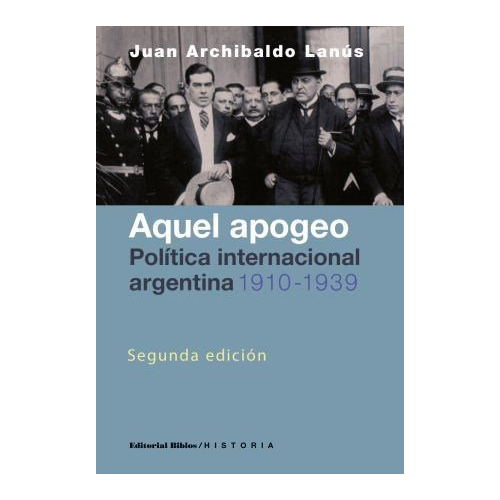 Juan Archibaldo Lanús
Aquel apogeo
Política internacional
argentina 1910-1939
Segunda edición
Editorial Biblos/HISTORIA